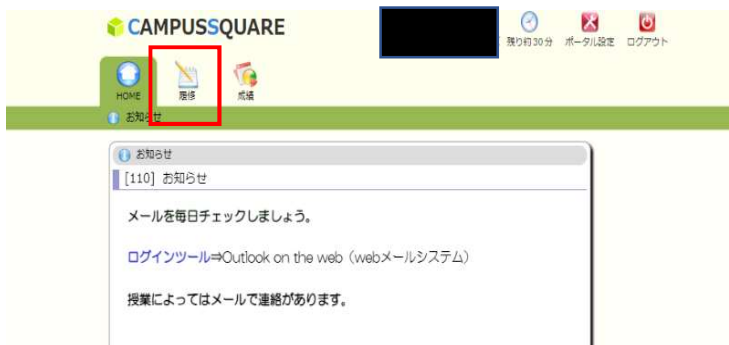 CAMPUSSQUARE
残り約30分 ポータル設定 ログアウト
HOME 履修 成績
お知らせ
お知らせ
[110] お知らせ
メールを毎日チェックしましょう。
ログインツール⇒Outlook on the web（webメールシステム）
授業によってはメールで連絡があります。